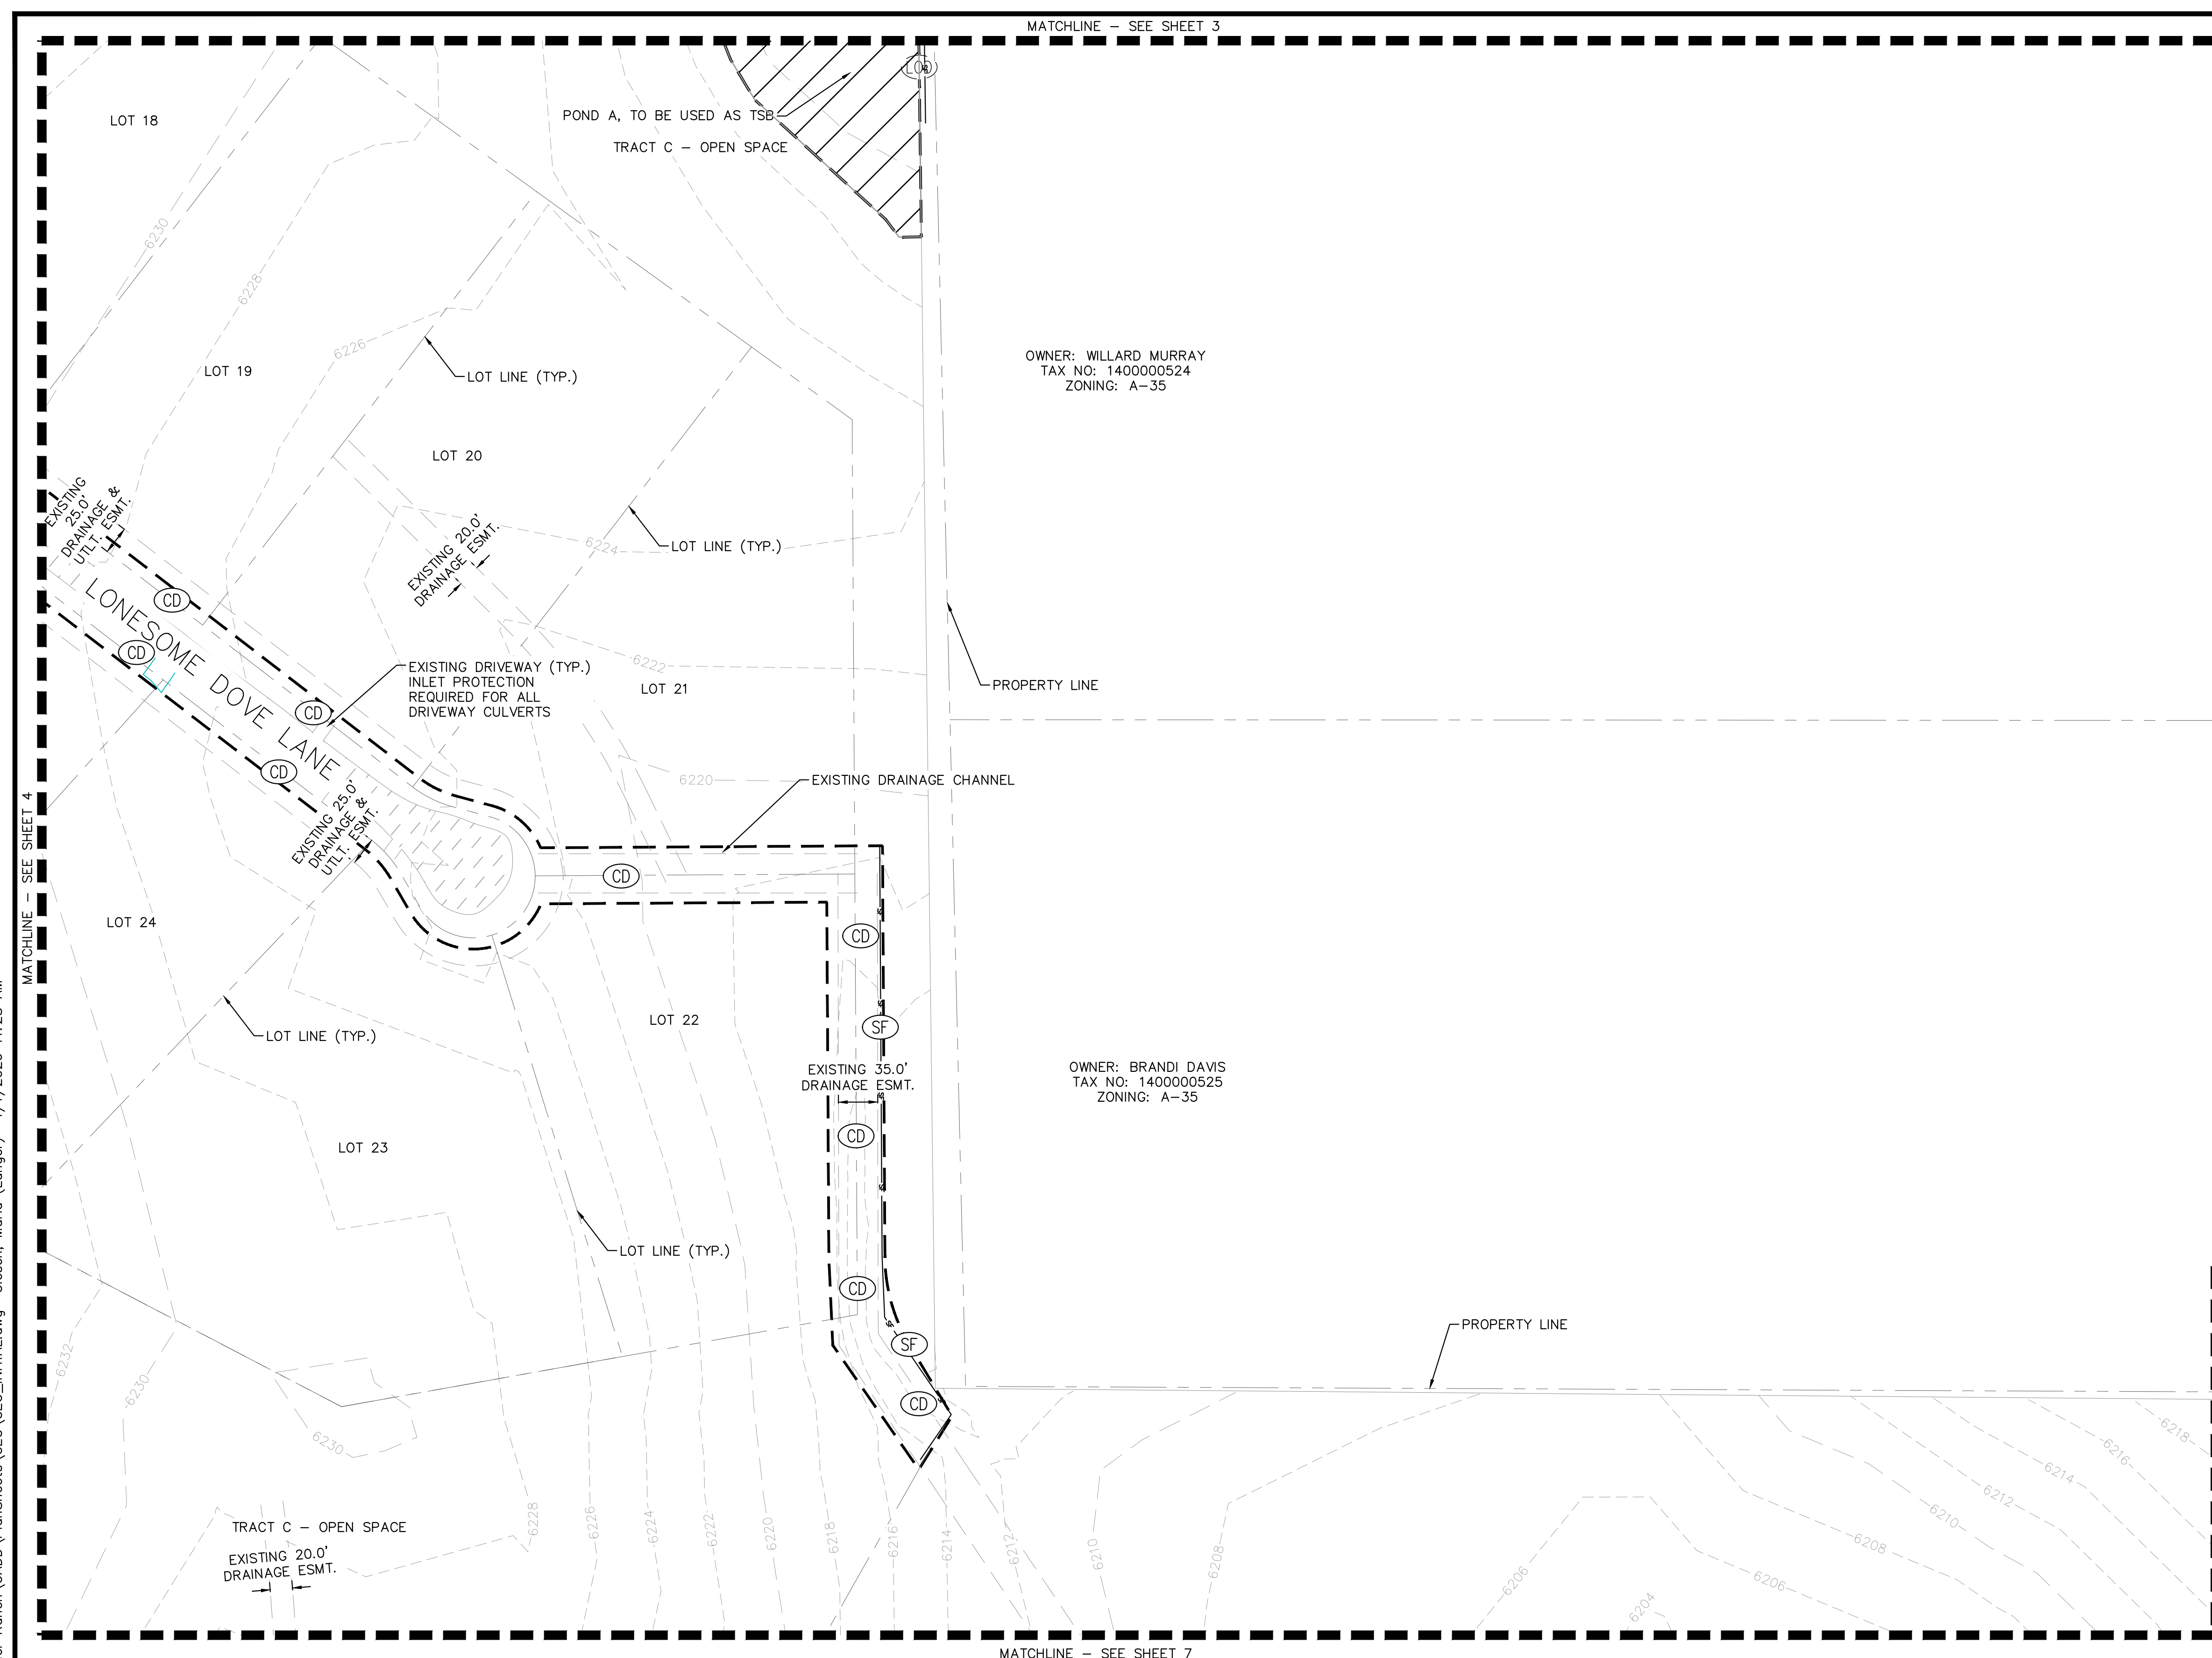 MATCHLINE – SEE SHEET 3
LOD
LOT 18
POND A, TO BE USED AS TSB
TRACT C – OPEN SPACE
6230
6228
6226
LOT 19
LOT LINE (TYP.)
OWNER: WILLARD MURRAY
TAX NO: 1400000524
ZONING: A–35
LOT 20
EXISTING
25.0'
DRAINAGE &
UTLT. ESMT.
EXISTING 20.0'
DRAINAGE ESMT.
6224
LOT LINE (TYP.)
CD
LONESOME DOVE LANE
CD
EXISTING DRIVEWAY (TYP.)
INLET PROTECTION
REQUIRED FOR ALL
DRIVEWAY CULVERTS
6222
LOT 21
PROPERTY LINE
CD
CD
6220
EXISTING DRAINAGE CHANNEL
EXISTING 25.0'
DRAINAGE &
UTLT. ESMT.
MATCHLINE – SEE SHEET 4
CD
LOT 24
CD
SF
LOT 22
LOT LINE (TYP.)
EXISTING 35.0'
DRAINAGE ESMT.
OWNER: BRANDI DAVIS
TAX NO: 1400000525
ZONING: A–35
CD
LOT 23
LOT LINE (TYP.)
CD
SF
SF
PROPERTY LINE
6232
6230
CD
6230
6218
6216
6214
6212
6210
6208
6206
6204
6206
6208
6210
6212
6214
6216
6218
6220
6222
6224
6226
6228
TRACT C – OPEN SPACE
EXISTING 20.0'
DRAINAGE ESMT.
MATCHLINE – SEE SHEET 7